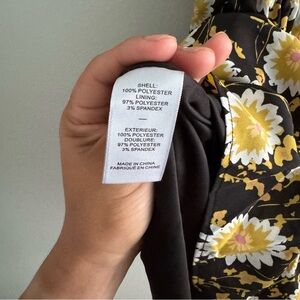 SHELL:
100% POLYESTER
LINING:
97% POLYESTER
3% SPANDEX
—
EXTERIEUR:
100% POLYESTER
DOUBLURE:
97% POLYESTER
3% SPANDEX
MADE IN CHINA
FABRIQUÉ EN CHINE